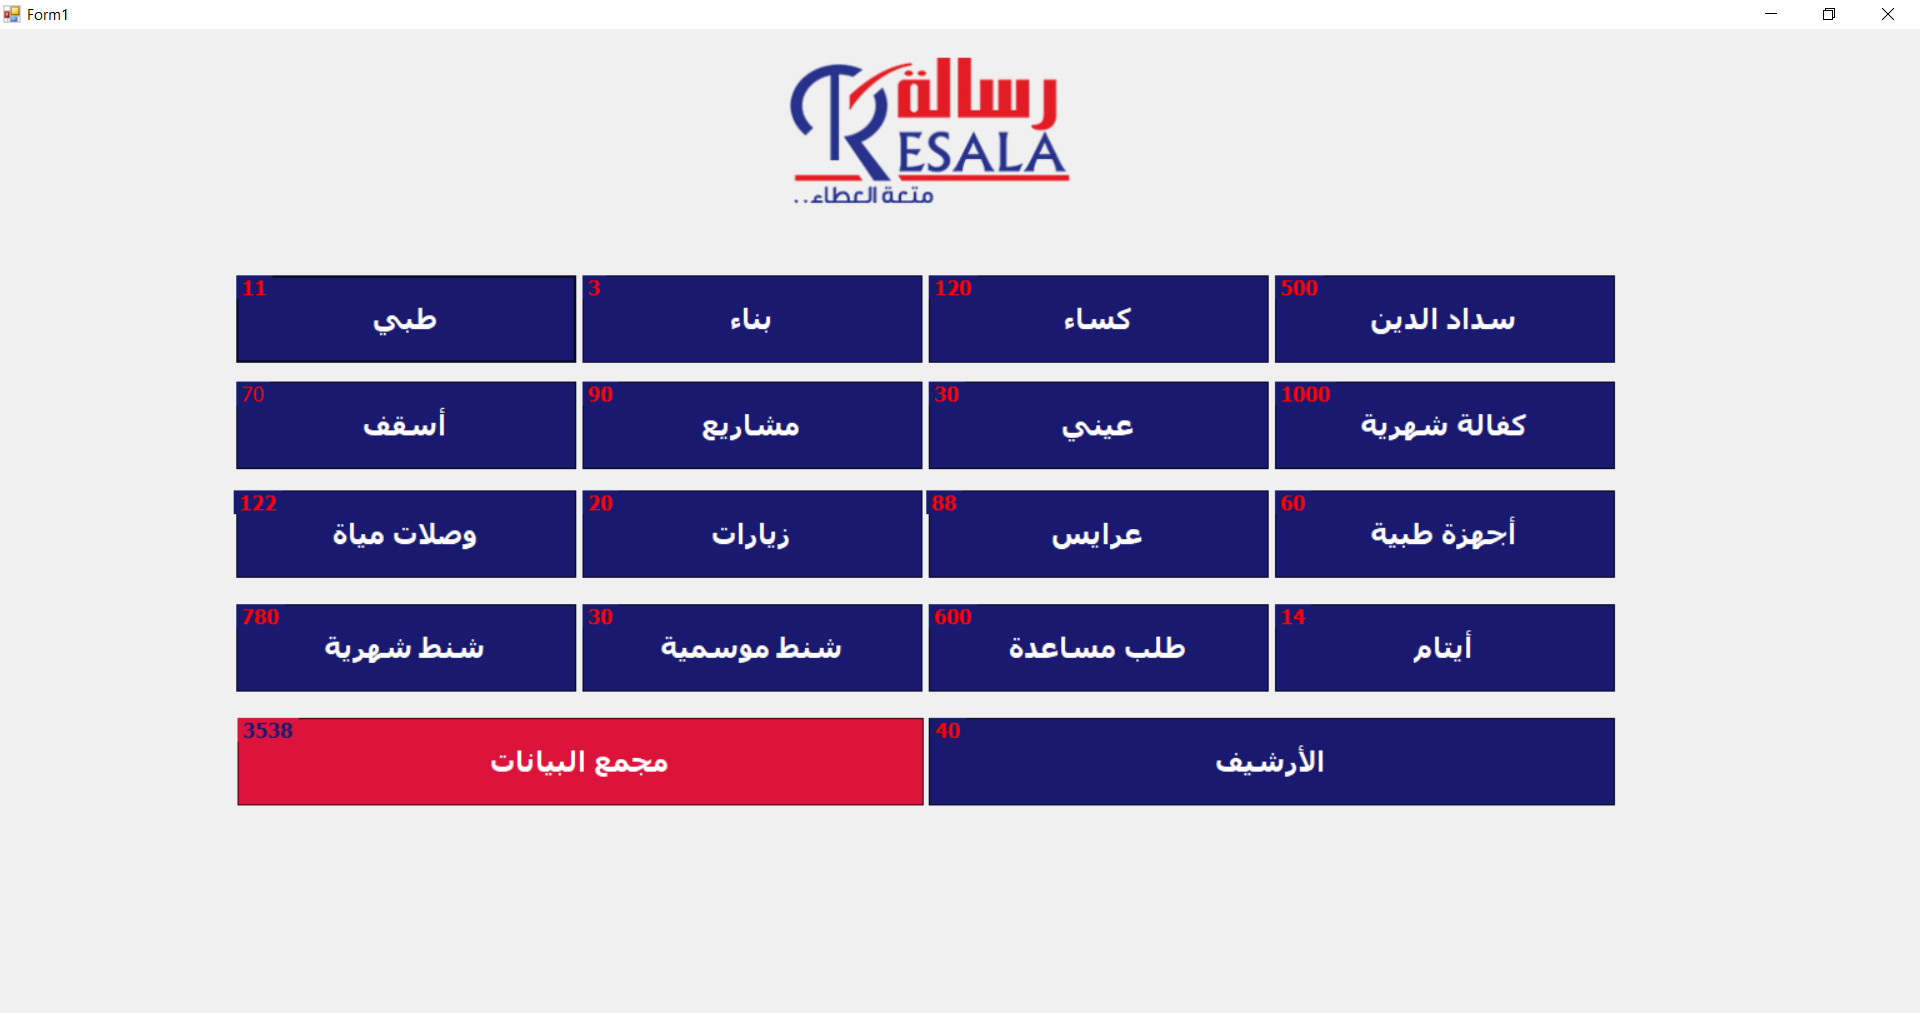 Form1
رسالة
RESALA
متعة العطاء..
500
سداد الدين
120
كساء
3
بناء
11
طبي
1000
كفالة شهرية
30
عيني
90
مشاريع
70
أسقف
60
أجهزة طبية
88
عرايس
20
زيارات
122
وصلات مياة
14
أيتام
600
طلب مساعدة
30
شنط موسمية
780
شنط شهرية
40
الأرشيف
3538
مجمع البيانات